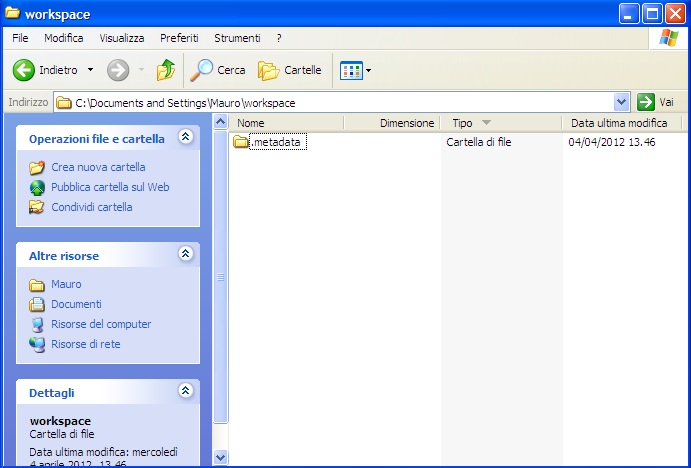 workspace
File Modifica Visualizza Preferiti Strumenti ?
Indietro Cerca Cartelle
Indirizzo C:\Documents and Settings\Mauro\workspace Vai
Operazioni file e cartella
Crea nuova cartella
Pubblica cartella sul Web
Condividi cartella
Altre risorse
Mauro
Documenti
Risorse del computer
Risorse di rete
Dettagli
workspace
Cartella di file
Data ultima modifica: mercoledì
4 aprile 2012, 13.46
Nome Dimensione Tipo Data ultima modifica
.metadata Cartella di file 04/04/2012 13.46